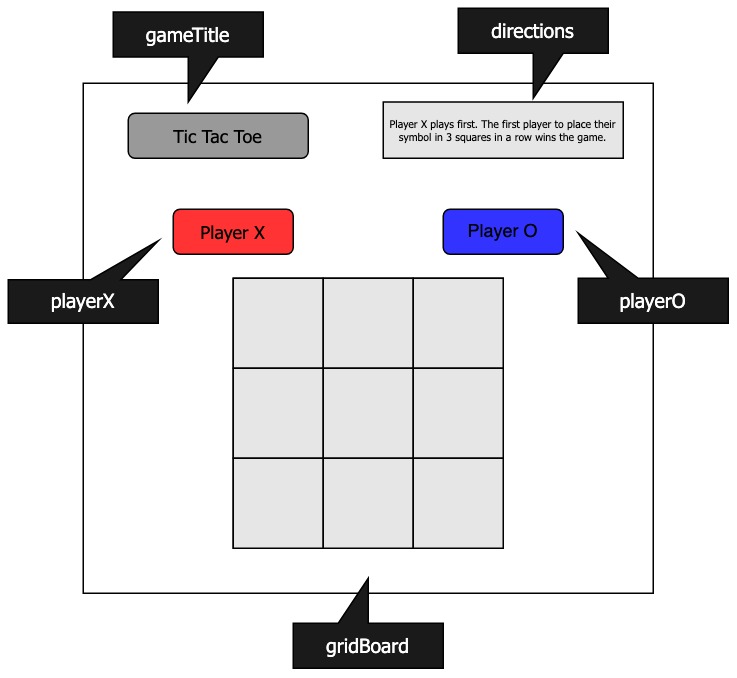 gameTitle
directions
Tic Tac Toe
Player X plays first. The first player to place their
symbol in 3 squares in a row wins the game.
Player X
Player O
playerX
playerO
gridBoard